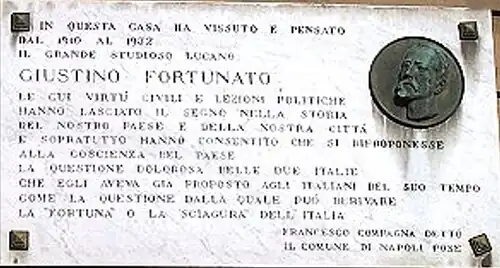 IN QUESTA CASA HA VISSUTO E PENSATO
DAL 1910 AL 1932
IL GRANDE STUDIOSO LUCANO
GIUSTINO FORTUNATO
LE CUI VIRTÙ CIVILI E LEZIONI POLITICHE
HANNO LASCIATO IL SEGNO NELLA STORIA
DEL NOSTRO PAESE E DELLA NOSTRA CITTÀ
E SOPRATUTTO HANNO CONSENTITO CHE SI RIPROPONESSE
ALLA COSCIENZA DEL PAESE
LA QUESTIONE DOLOROSA DELLE DUE ITALIE
CHE EGLI AVEVA GIÀ PROPOSTO AGLI ITALIANI DEL SUO TEMPO
COME LA QUESTIONE DALLA QUALE PUÒ DERIVARE
LA "FORTUNA" O LA "SCIAGURA" DELL'ITALIA
FRANCESCO COMPAGNA DETTÒ
IL COMUNE DI NAPOLI POSE